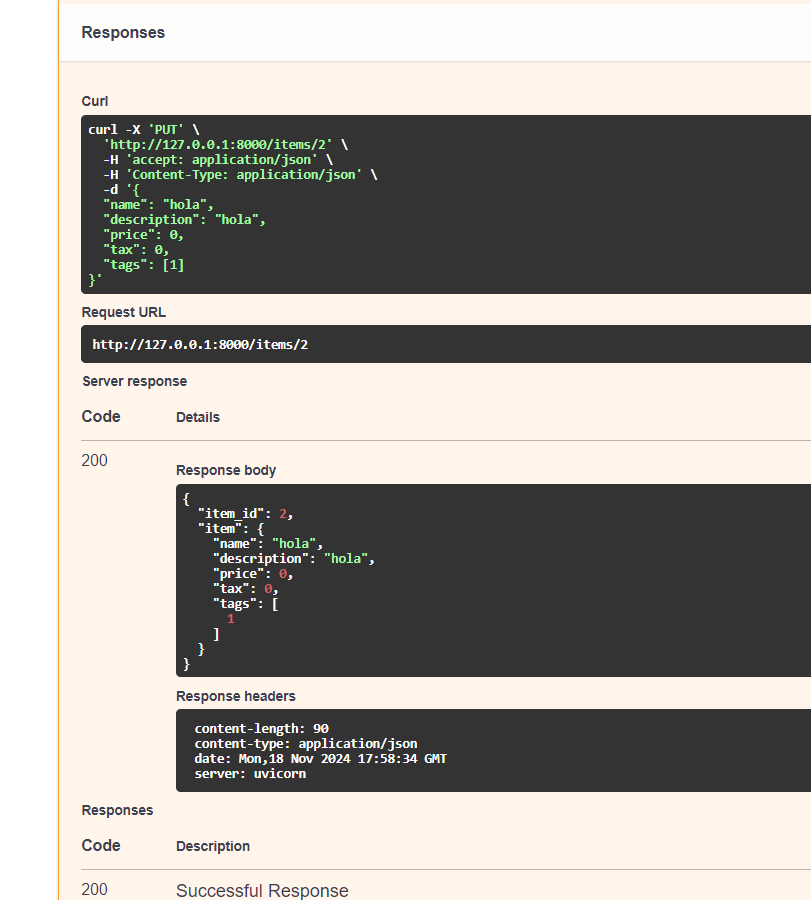 Responses
Curl
curl -X 'PUT' \
  'http://127.0.0.1:8000/items/2' \
  -H 'accept: application/json' \
  -H 'Content-Type: application/json' \
  -d '{
  "name": "hola",
  "description": "hola",
  "price": 0,
  "tax": 0,
  "tags": [1]
}'
Request URL
http://127.0.0.1:8000/items/2
Server response
Code Details
200
Response body
{
  "item_id": 2,
  "item": {
    "name": "hola",
    "description": "hola",
    "price": 0,
    "tax": 0,
    "tags": [
      1
    ]
  }
}
Response headers
content-length: 90
content-type: application/json
date: Mon,18 Nov 2024 17:58:34 GMT
server: uvicorn
Responses
Code Description
200 Successful Response